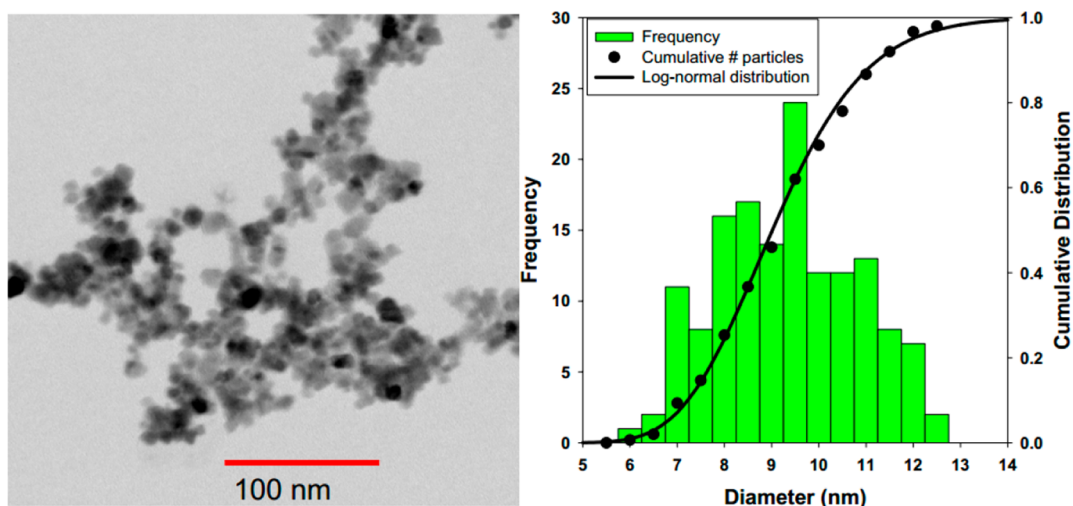 100 nm
Frequency
Cumulative # particles
Log-normal distribution
30
25
20
15
10
5
0
Frequency
1.0
0.8
0.6
0.4
0.2
0.0
Cumulative Distribution
5 6 7 8 9 10 11 12 13 14
Diameter (nm)